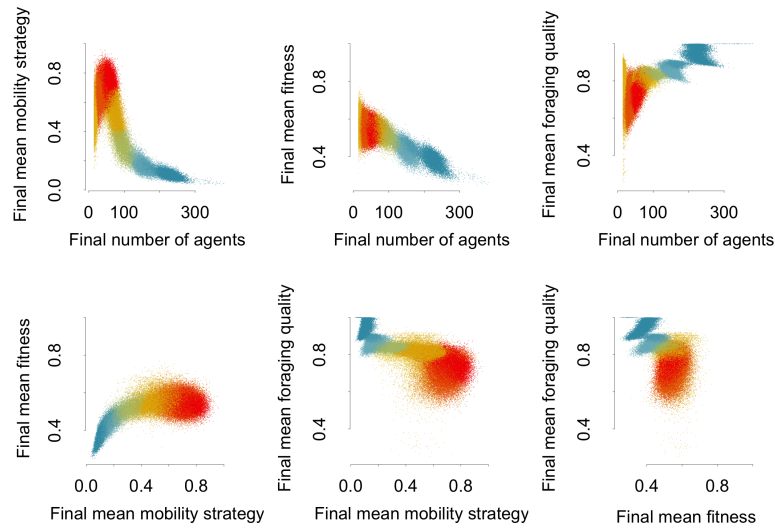 Final mean mobility strategy
0.0 0.4 0.8
0 100 300
Final number of agents
Final mean fitness
0.4 0.8
0 100 300
Final number of agents
Final mean foraging quality
0.4 0.8
0 100 300
Final number of agents
Final mean fitness
0.4 0.8
0.0 0.4 0.8
Final mean mobility strategy
Final mean foraging quality
0.4 0.8
0.0 0.4 0.8
Final mean mobility strategy
Final mean foraging quality
0.4 0.8
0.4 0.8
Final mean fitness